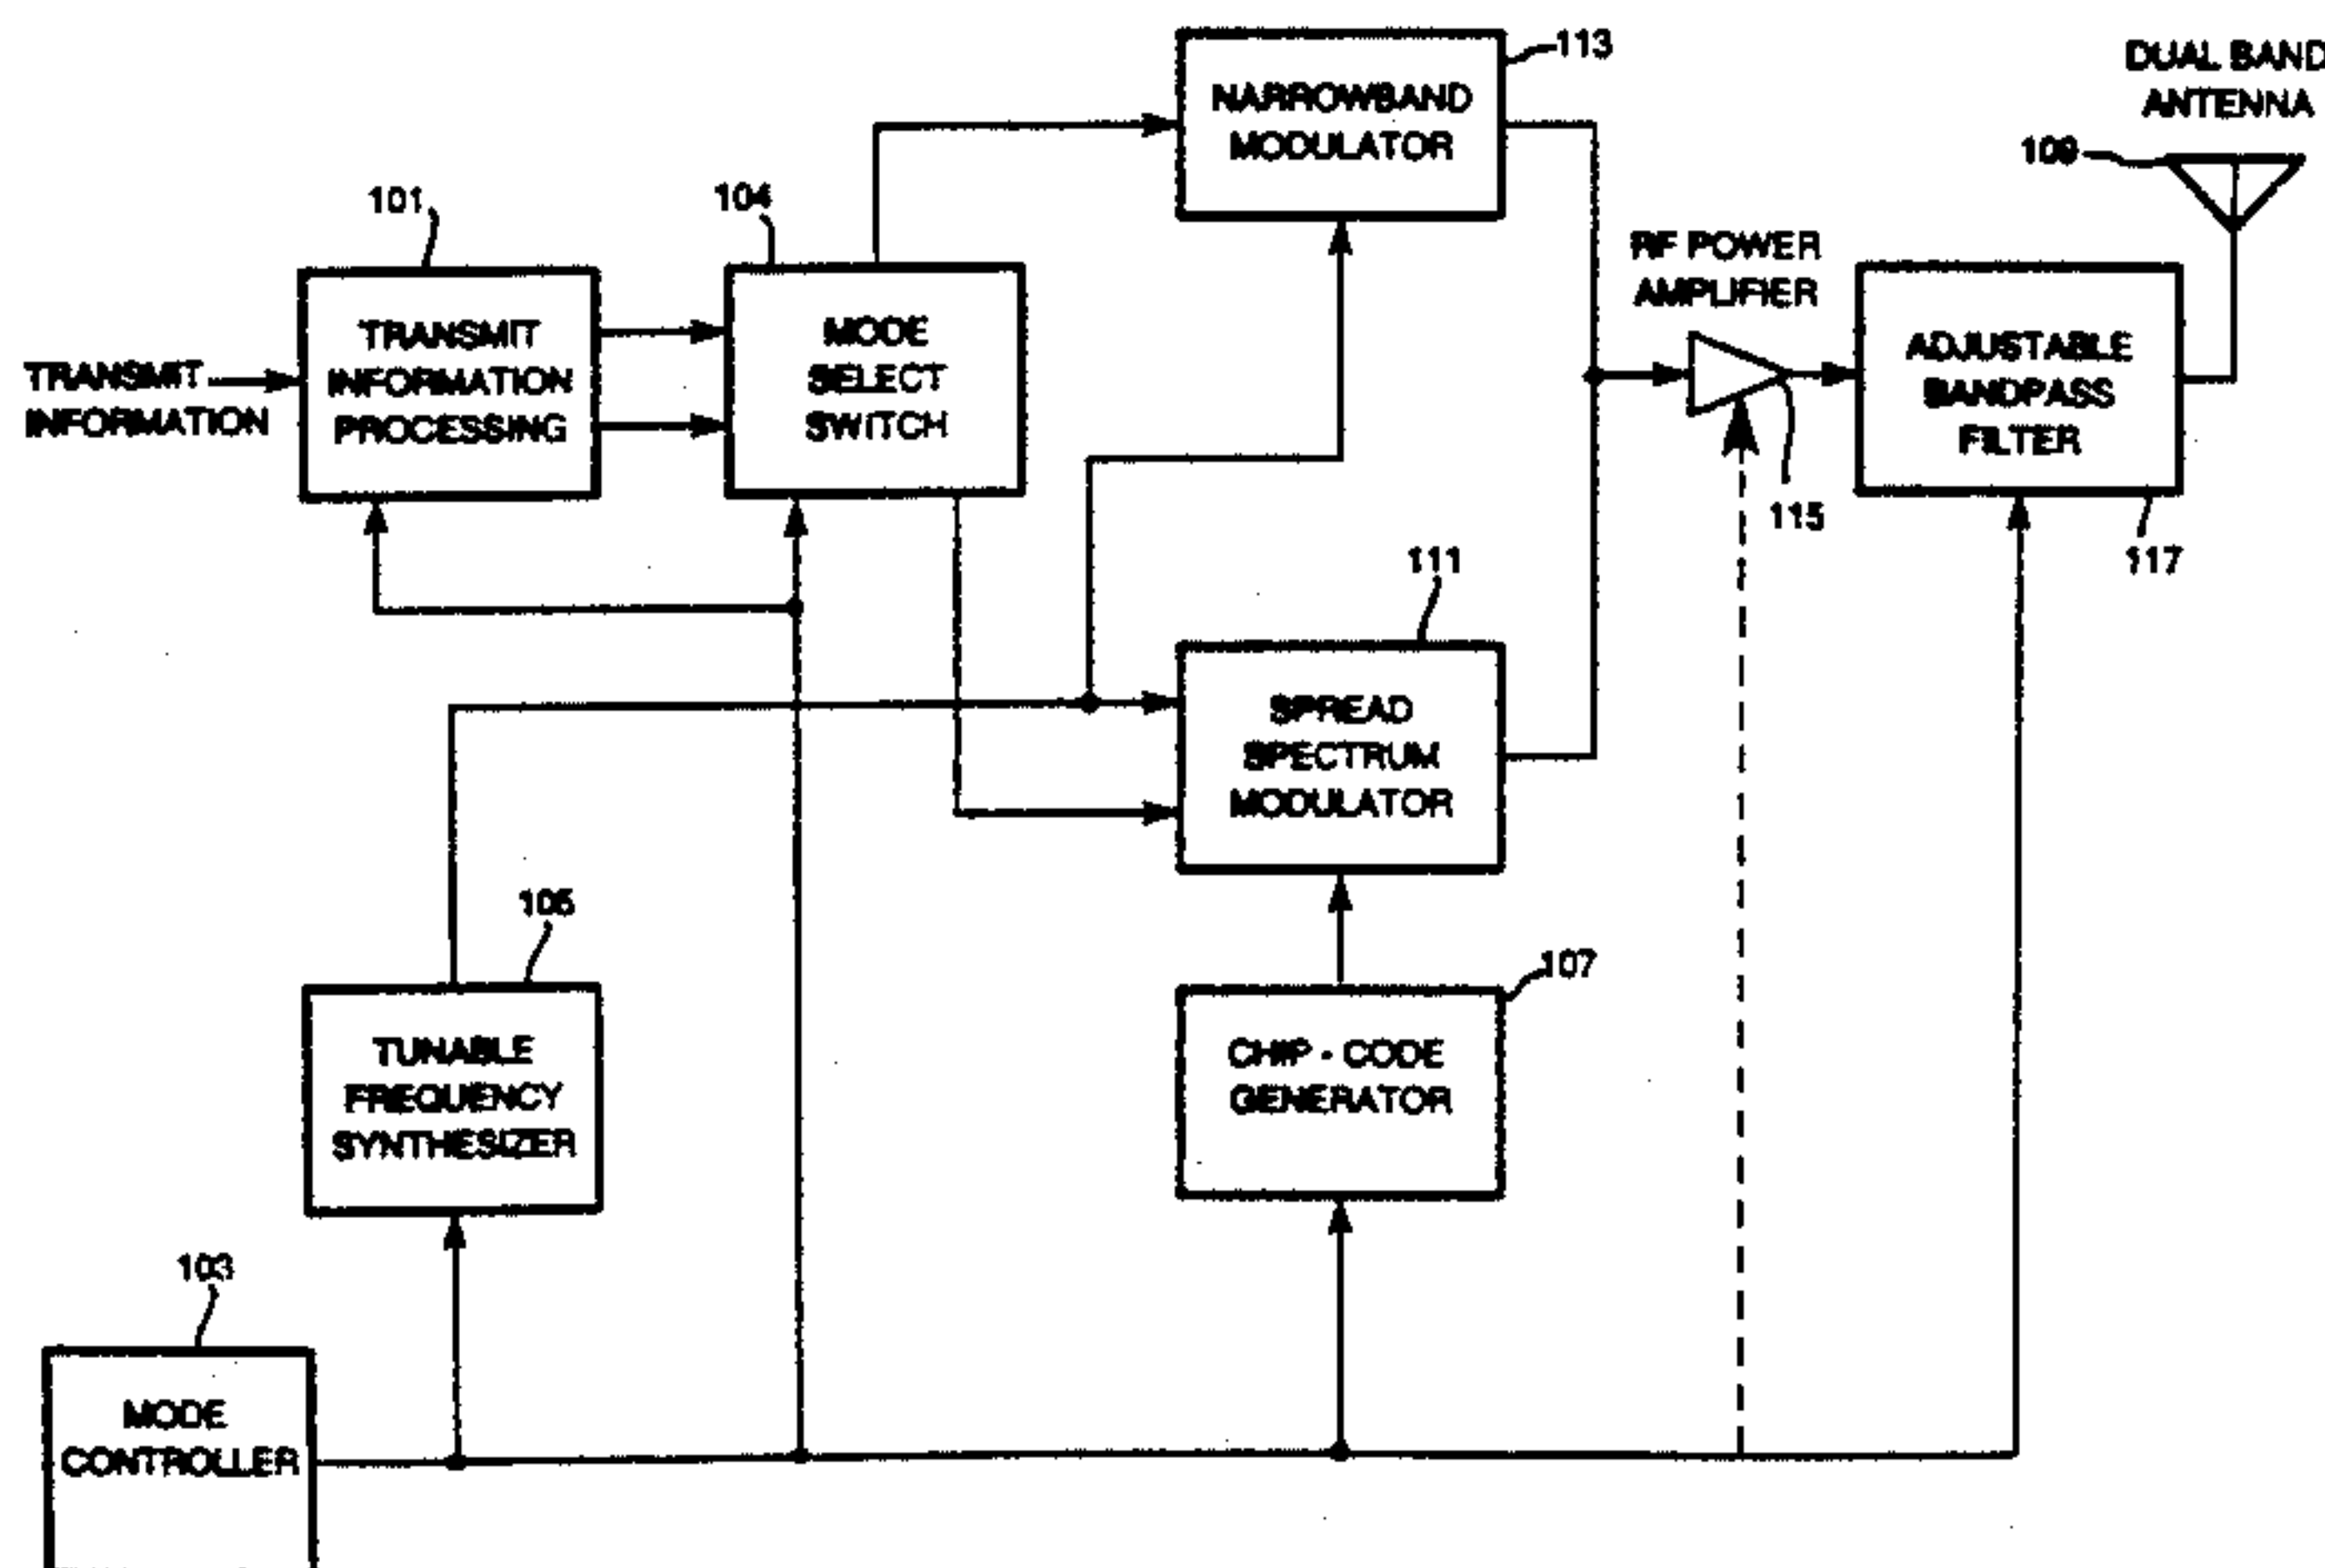 113
NARROWBAND
MODULATOR
DUAL BAND
ANTENNA
109
101
104
RF POWER
AMPLIFIER
TRANSMIT
INFORMATION
TRANSMIT
INFORMATION
PROCESSING
MODE
SELECT
SWITCH
ADJUSTABLE
BANDPASS
FILTER
115
117
111
SPREAD
SPECTRUM
MODULATOR
105
107
TUNABLE
FREQUENCY
SYNTHESIZER
CHIP - CODE
GENERATOR
103
MODE
CONTROLLER